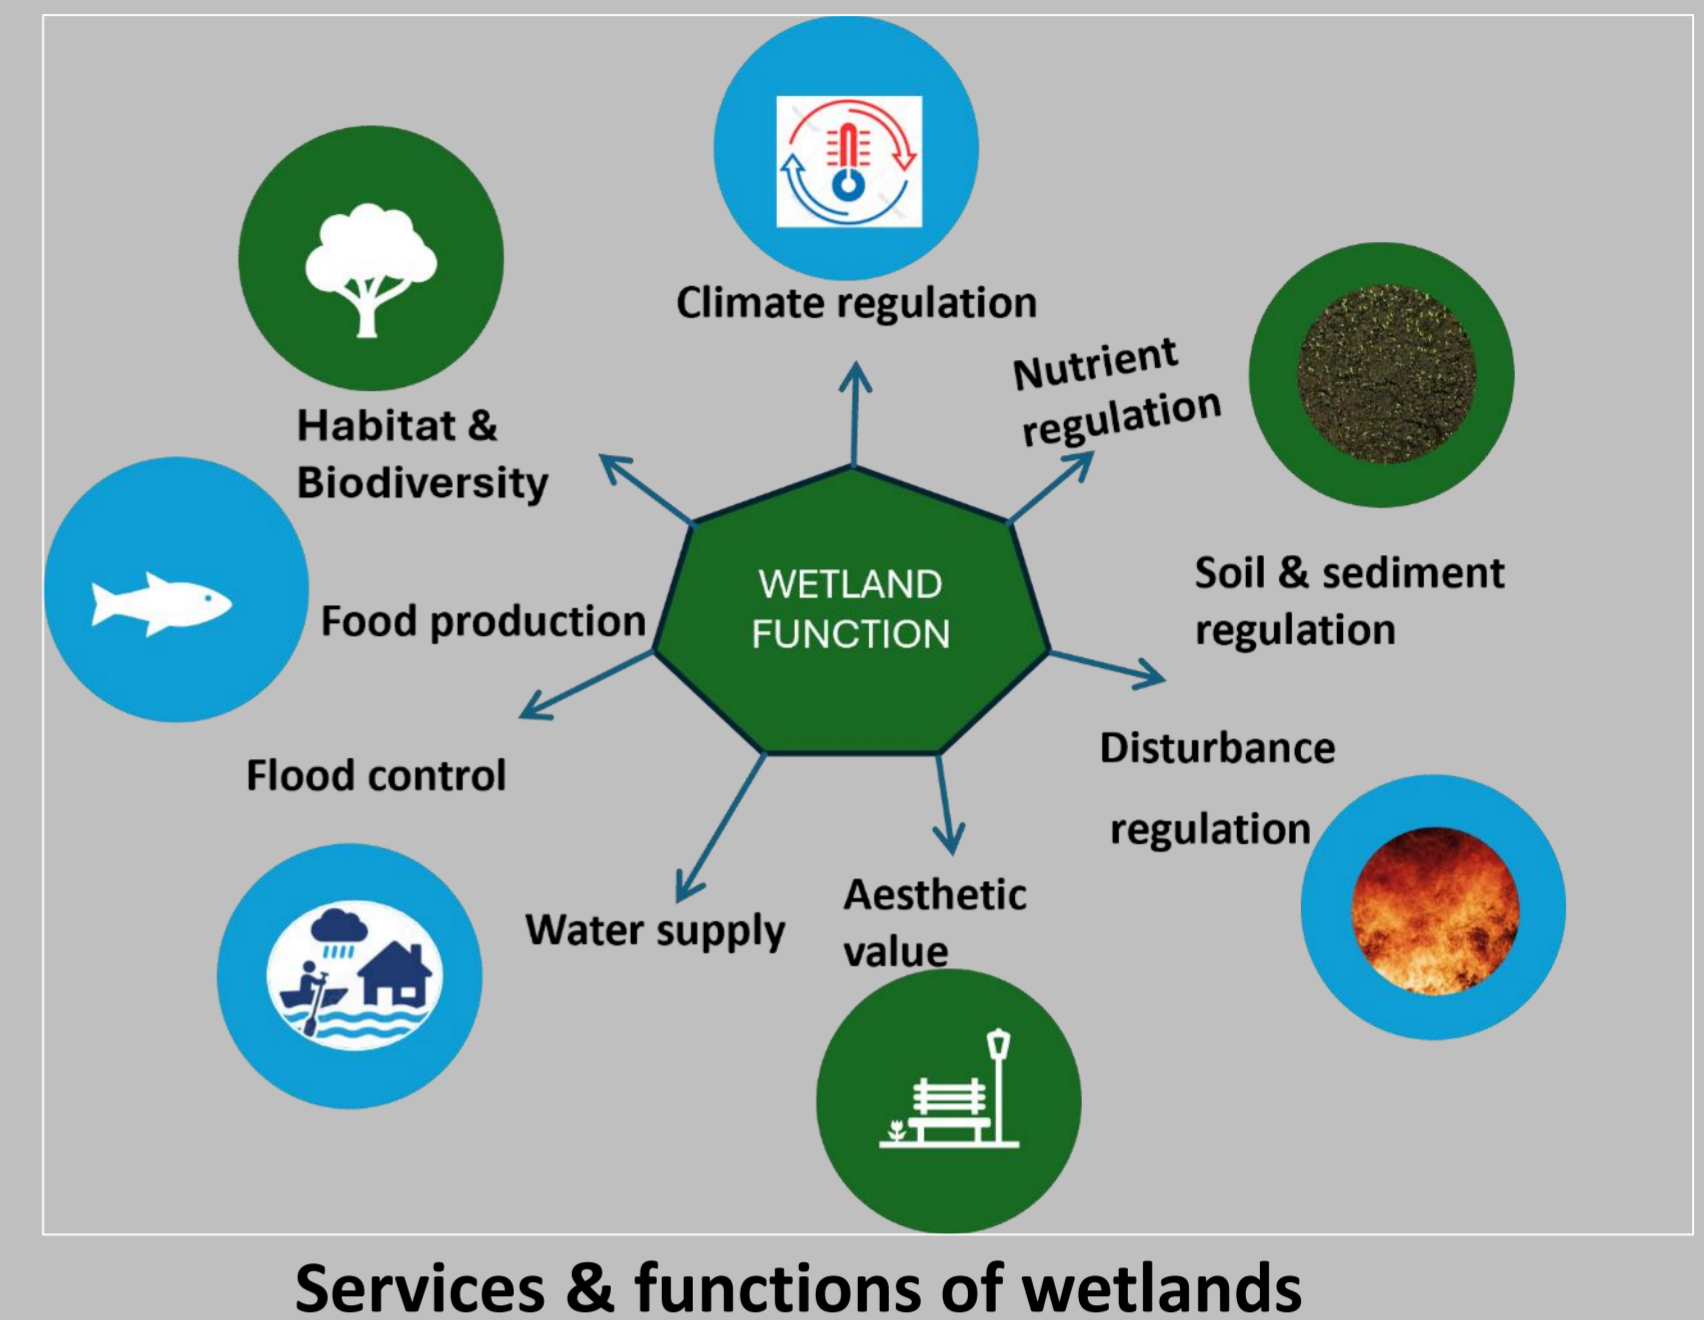 Climate regulation
Nutrient
regulation
Habitat &
Biodiversity
Soil & sediment
regulation
WETLAND
FUNCTION
Food production
Disturbance
regulation
Flood control
Water supply
Aesthetic
value
Services & functions of wetlands